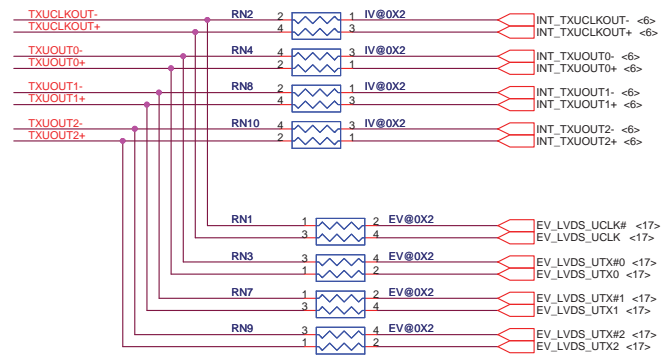 TXUCLKOUT- RN2 2 1 IV@0X2 INT_TXUCLKOUT- <6>
TXUCLKOUT+ 4 3 INT_TXUCLKOUT+ <6>
TXUOUT0- RN4 4 3 IV@0X2 INT_TXUOUT0- <6>
TXUOUT0+ 2 1 INT_TXUOUT0+ <6>
TXUOUT1- RN8 2 1 IV@0X2 INT_TXUOUT1- <6>
TXUOUT1+ 4 3 INT_TXUOUT1+ <6>
TXUOUT2- RN10 4 3 IV@0X2 INT_TXUOUT2- <6>
TXUOUT2+ 2 1 INT_TXUOUT2+ <6>
RN1 1 2 EV@0X2 EV_LVDS_UCLK# <17>
3 4 EV_LVDS_UCLK <17>
RN3 3 4 EV@0X2 EV_LVDS_UTX#0 <17>
1 2 EV_LVDS_UTX0 <17>
RN7 1 2 EV@0X2 EV_LVDS_UTX#1 <17>
3 4 EV_LVDS_UTX1 <17>
RN9 3 4 EV@0X2 EV_LVDS_UTX#2 <17>
1 2 EV_LVDS_UTX2 <17>